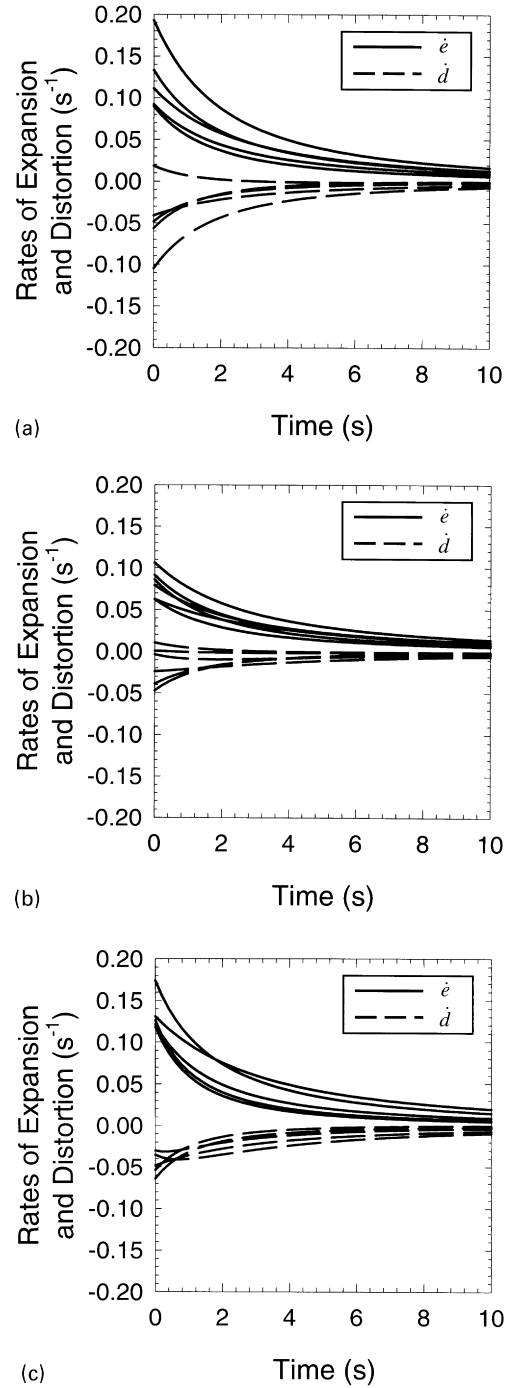 0.20
0.15
0.10
0.05
0.00
-0.05
-0.10
-0.15
-0.20
Rates of Expansion
and Distortion (s⁻¹)
ė
ḋ
0 2 4 6 8 10
Time (s)
(a)
0.20
0.15
0.10
0.05
0.00
-0.05
-0.10
-0.15
-0.20
Rates of Expansion
and Distortion (s⁻¹)
ė
ḋ
0 2 4 6 8 10
Time (s)
(b)
0.20
0.15
0.10
0.05
0.00
-0.05
-0.10
-0.15
-0.20
Rates of Expansion
and Distortion (s⁻¹)
ė
ḋ
0 2 4 6 8 10
Time (s)
(c)